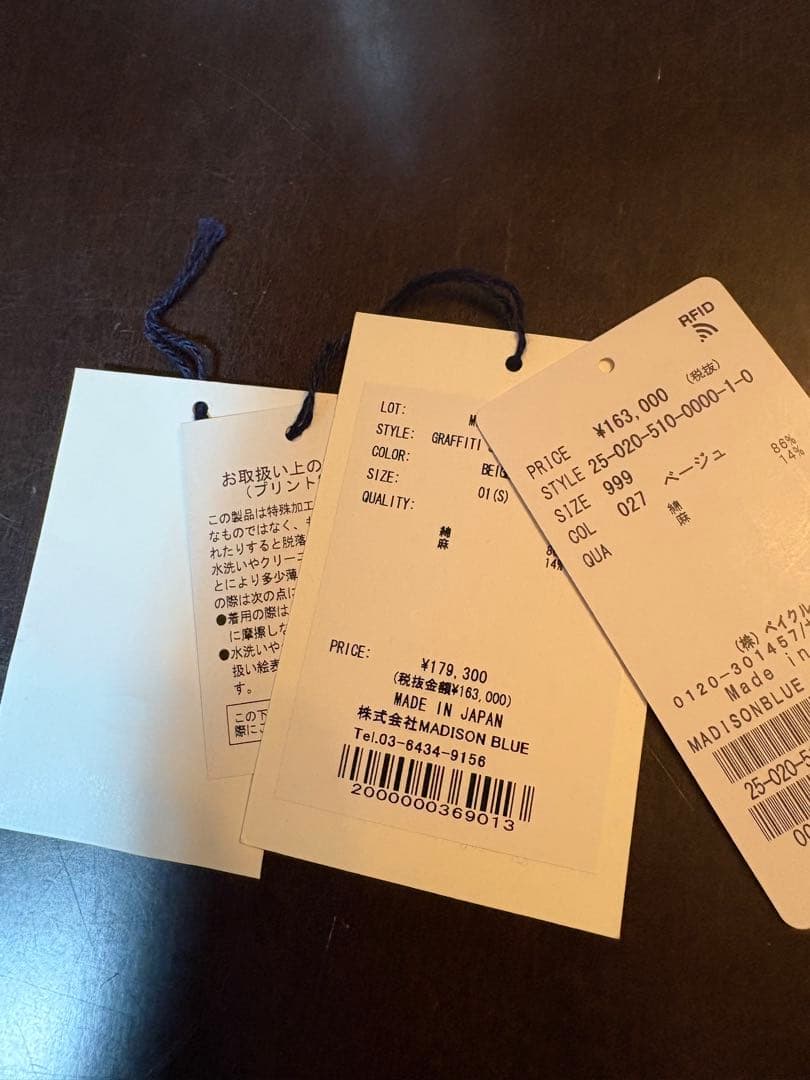 お取扱い上の
(プリント
この製品は特殊加工
なものではなく、
れたりすると脱落
水洗いやクリー
とにより多少薄
の際は次の点に
●着用の際は
に摩擦し
●水洗いや
扱い絵表
す。
この下
LOT:
STYLE: GRAFFITI
COLOR: BEIG
SIZE: 01(S)
QUALITY:
綿
麻 14%
PRICE: ¥179,300
(税抜金額¥163,000)
MADE IN JAPAN
株式会社MADISON BLUE
Tel.03-6434-9156
2000000369013
RFID
PRICE ¥163,000 (税抜)
STYLE 25-020-510-0000-1-0
SIZE 999
COL 027 ベージュ
QUA 綿 86%
麻 14%
(株)ベイクル
0120-301457/
Made in
MADISONBLUE
25-020-5
00